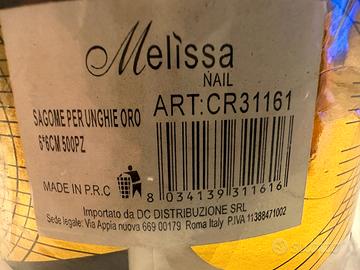 Melissa
NAIL
SAGOME PER UNGHIE ORO
6*6CM 500PZ
ART:CR31161
MADE IN P.R.C
8 034139 311616
Importato da DC DISTRIBUZIONE SRL
Sede legale: Via Appia nuova 669 00179 Roma Italy P.IVA 11388471002